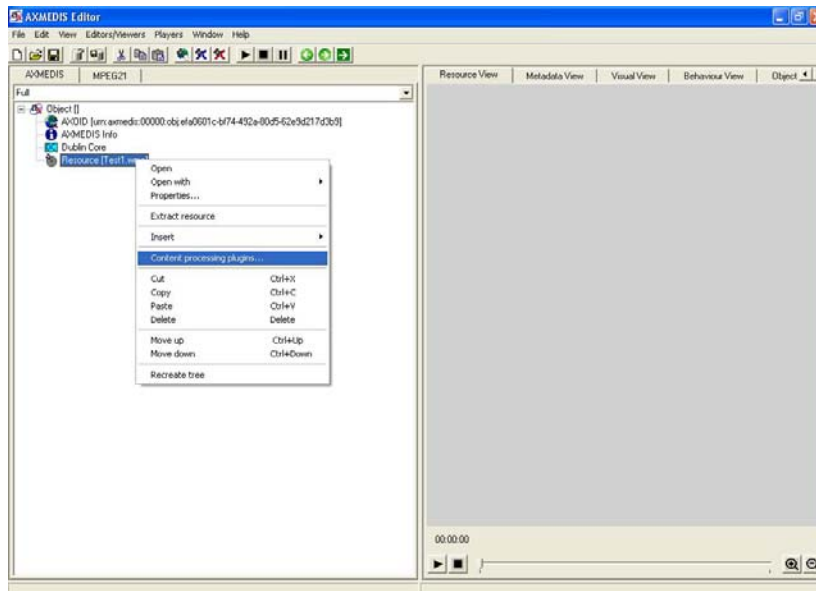 AXMEDIS Editor
File Edit View Editors/Viewers Players Window Help
AXMEDIS MPEG21
Resource View Metadata View Visual View Behaviour View Object
Full
Object []
AXOID [urn:axmedis:00000:obj:efa0601c-bf74-492a-80d5-62e9d217d3b9]
AXMEDIS Info
Dublin Core
Resource [Test1.
Open
Open with
Properties...
Extract resource
Insert
Content processing plugins...
Cut Ctrl+X
Copy Ctrl+C
Paste Ctrl+V
Delete Delete
Move up Ctrl+Up
Move down Ctrl+Down
Recreate tree
00:00:00